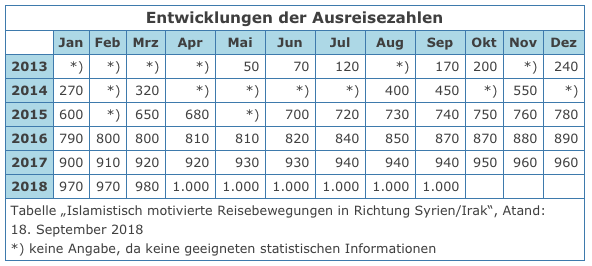 Entwicklungen der Ausreisezahlen
Jan Feb Mrz Apr Mai Jun Jul Aug Sep Okt Nov Dez
2013 *) *) *) *) 50 70 120 *) 170 200 *) 240
2014 270 *) 320 *) *) *) *) 400 450 *) 550 *)
2015 600 *) 650 680 *) 700 720 730 740 750 760 780
2016 790 800 800 810 810 820 840 850 870 870 880 890
2017 900 910 920 920 930 930 940 940 940 950 960 960
2018 970 970 980 1.000 1.000 1.000 1.000 1.000 1.000
Tabelle „Islamistisch motivierte Reisebewegungen in Richtung Syrien/Irak“, Atand:
18. September 2018
*) keine Angabe, da keine geeigneten statistischen Informationen